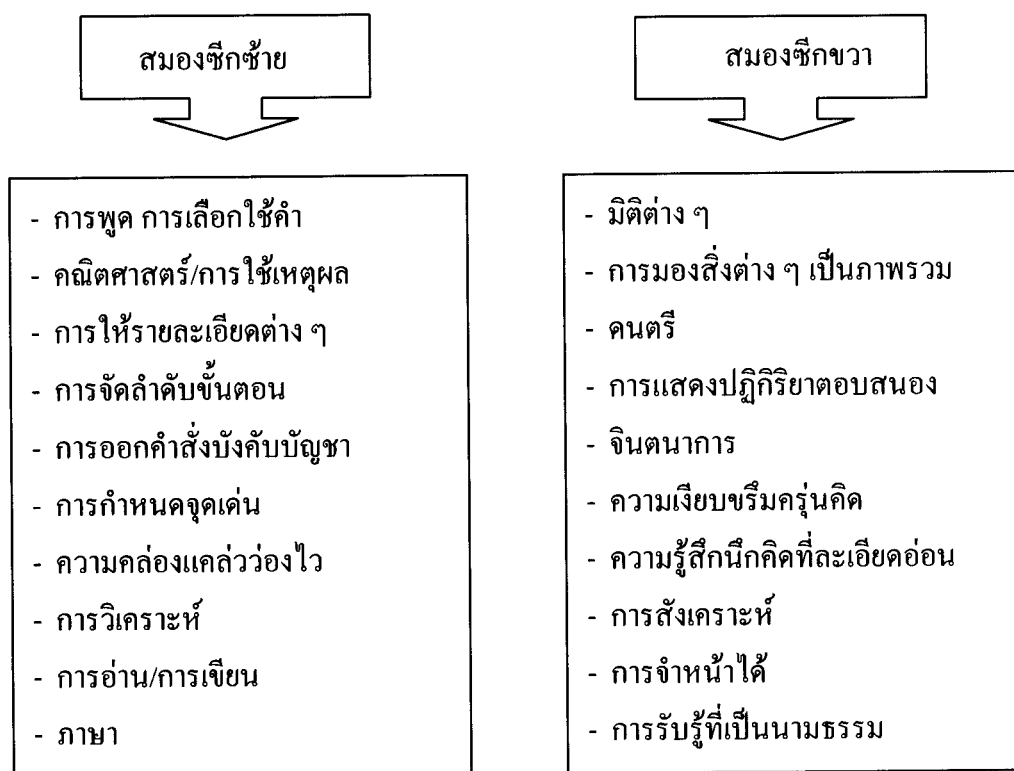 สมองซีกซ้าย
- การพูด การเลือกใช้คำ
- คณิตศาสตร์/การใช้เหตุผล
- การให้รายละเอียดต่าง ๆ
- การจัดลำดับขั้นตอน
- การออกคำสั่งบังคับบัญชา
- การกำหนดจุดเด่น
- ความคล่องแคล่วว่องไว
- การวิเคราะห์
- การอ่าน/การเขียน
- ภาษา
สมองซีกขวา
- มิติต่าง ๆ
- การมองสิ่งต่าง ๆ เป็นภาพรวม
- ดนตรี
- การแสดงปฏิกิริยาตอบสนอง
- จินตนาการ
- ความเงียบขรึมครุ่นคิด
- ความรู้สึกนึกคิดที่ละเอียดอ่อน
- การสังเคราะห์
- การจำหน้าได้
- การรับรู้ที่เป็นนามธรรม